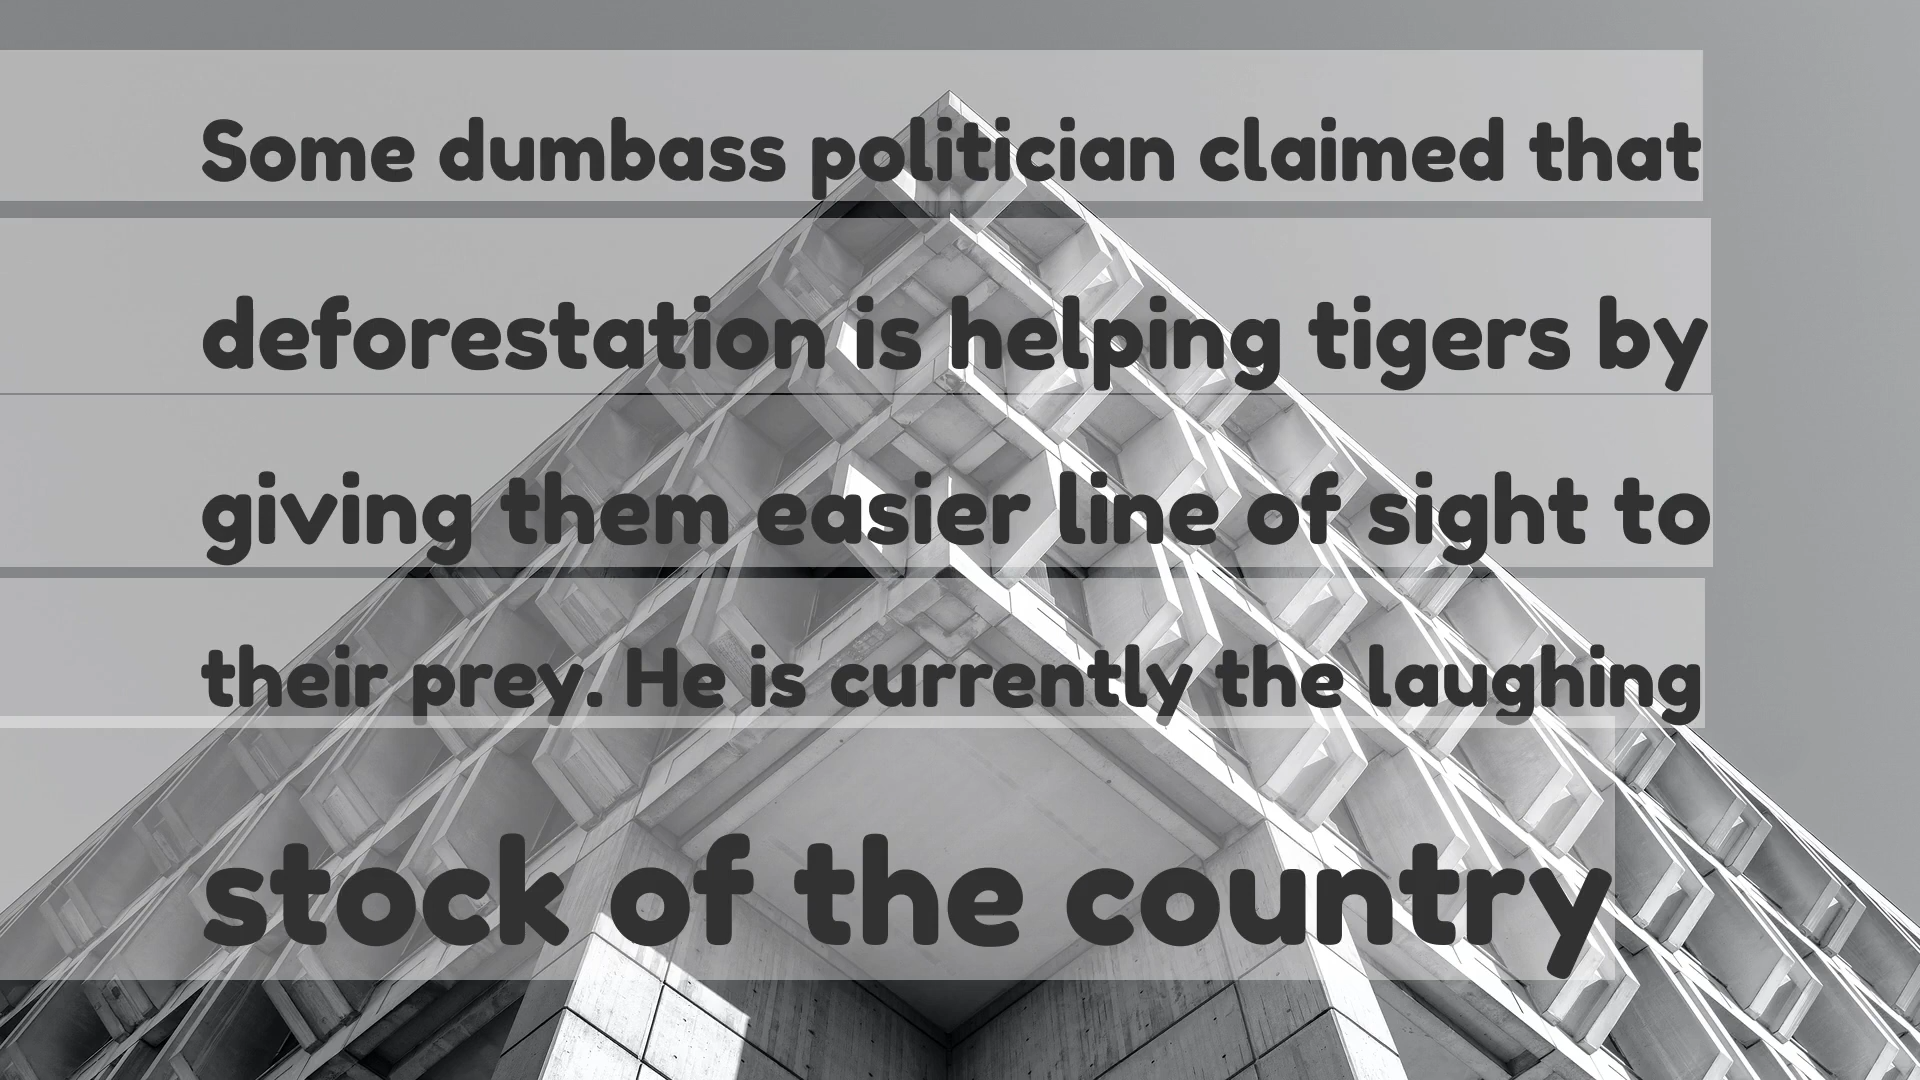 Some dumbass politician claimed that
deforestation is helping tigers by
giving them easier line of sight to
their prey. He is currently the laughing
stock of the country